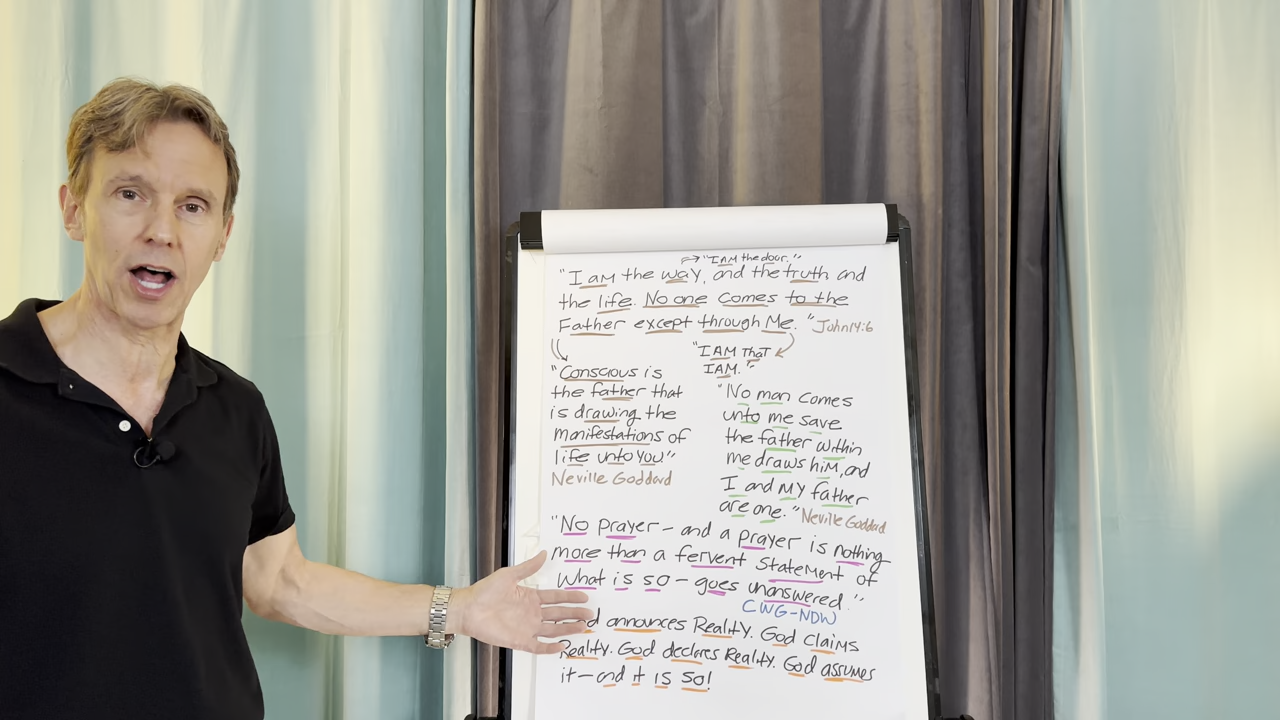 "I AM the door."
"I am the way, and the truth and
the life. No one comes to the
Father except through Me." John 14:6
"I AM That
I AM."
"Conscious is
the father that
is drawing the
manifestations of
life unto you"
Neville Goddard
"No man comes
unto me save
the father within
me draws him, and
I and my father
are one." Neville Goddard
"No prayer – and a prayer is nothing
more than a fervent statement of
what is so – goes unanswered."
CWG-NDW
announces Reality. God claims
Reality. God declares Reality. God assumes
it – and it is so!